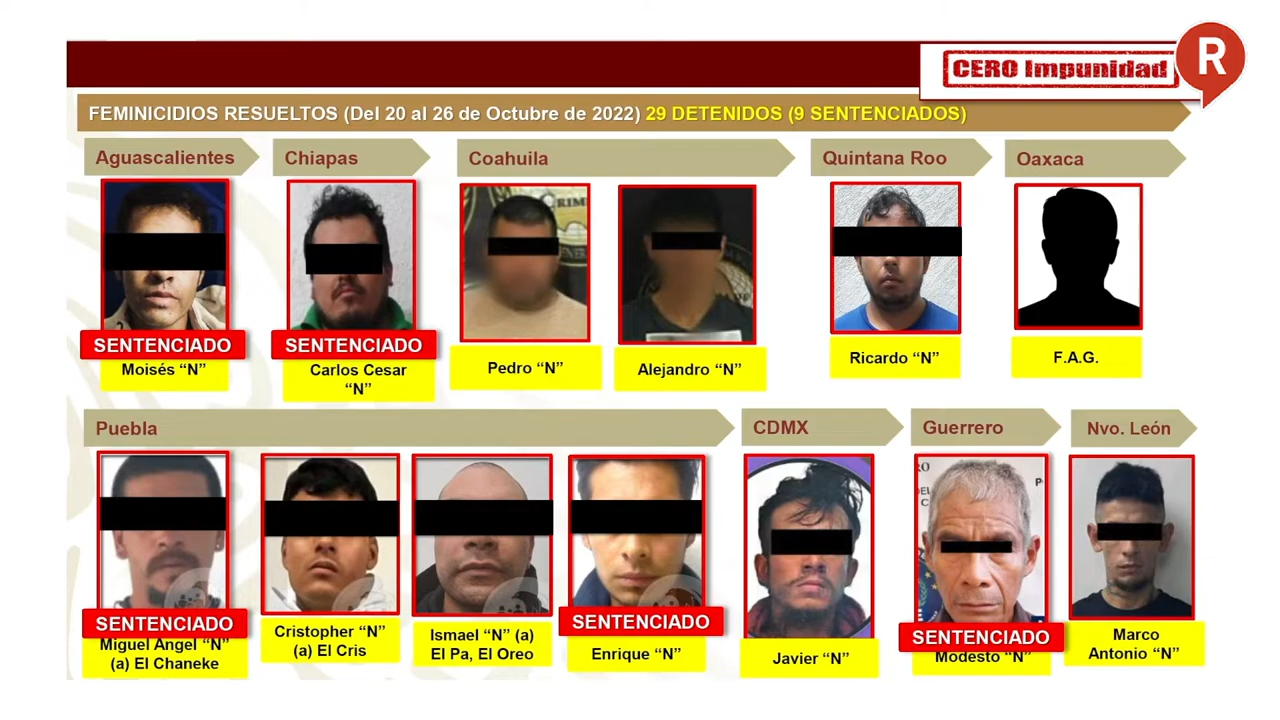 CERO Impunidad
R
FEMINICIDIOS RESUELTOS (Del 20 al 26 de Octubre de 2022) 29 DETENIDOS (9 SENTENCIADOS)
Aguascalientes
Chiapas
Coahuila
Quintana Roo
Oaxaca
CRIM
SENTENCIADO
Moisés “N”
SENTENCIADO
Carlos Cesar
“N”
Pedro “N”
Alejandro “N”
Ricardo “N”
F.A.G.
Puebla
CDMX
Guerrero
Nvo. León
SENTENCIADO
Miguel Angel “N”
(a) El Chaneke
Cristopher “N”
(a) El Cris
Ismael “N” (a)
El Pa, El Oreo
SENTENCIADO
Enrique “N”
Javier “N”
SENTENCIADO
Modesto “N”
Marco
Antonio “N”